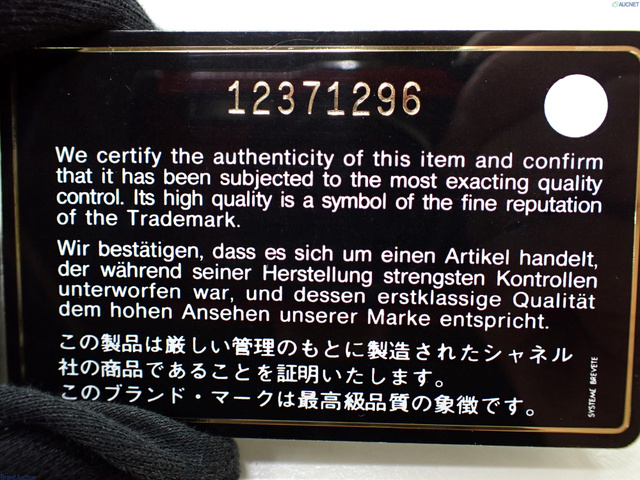 AUCNET
12371296
We certify the authenticity of this item and confirm
that it has been subjected to the most exacting quality
control. Its high quality is a symbol of the fine reputation
of the Trademark.
Wir bestätigen, dass es sich um einen Artikel handelt,
der während seiner Herstellung strengsten Kontrollen
unterworfen war, und dessen erstklassige Qualität
dem hohen Ansehen unserer Marke entspricht.
この製品は厳しい管理のもとに製造されたシャネル
社の商品であることを証明いたします。
このブランド・マークは最高級品質の象徴です。
SYSTEME BREVETE